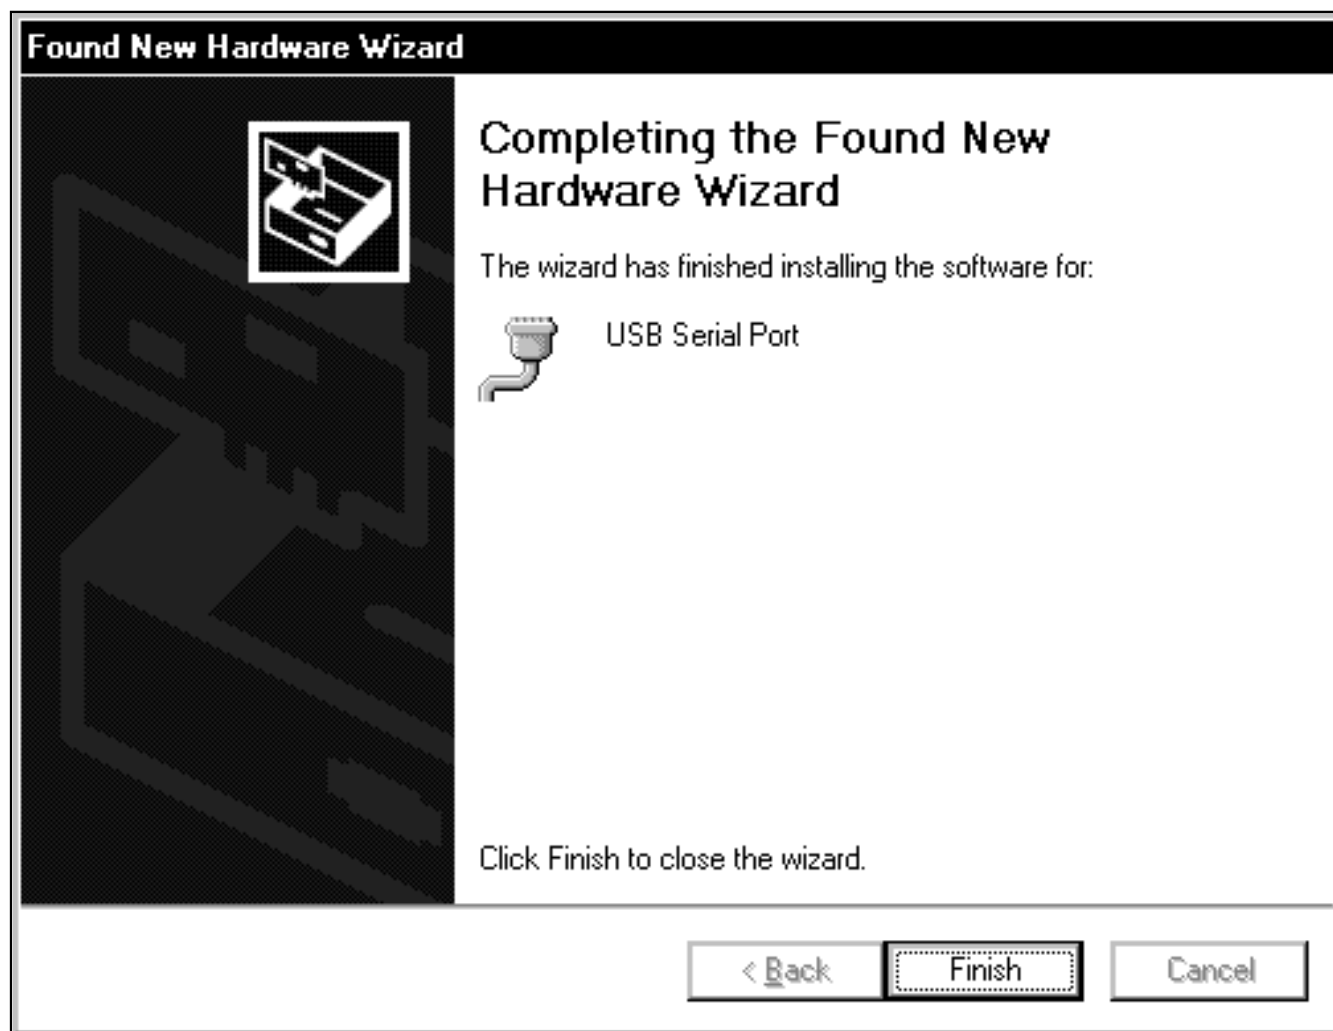 Found New Hardware Wizard
Completing the Found New
Hardware Wizard
The wizard has finished installing the software for:
USB Serial Port
Click Finish to close the wizard.
< Back
Finish
Cancel